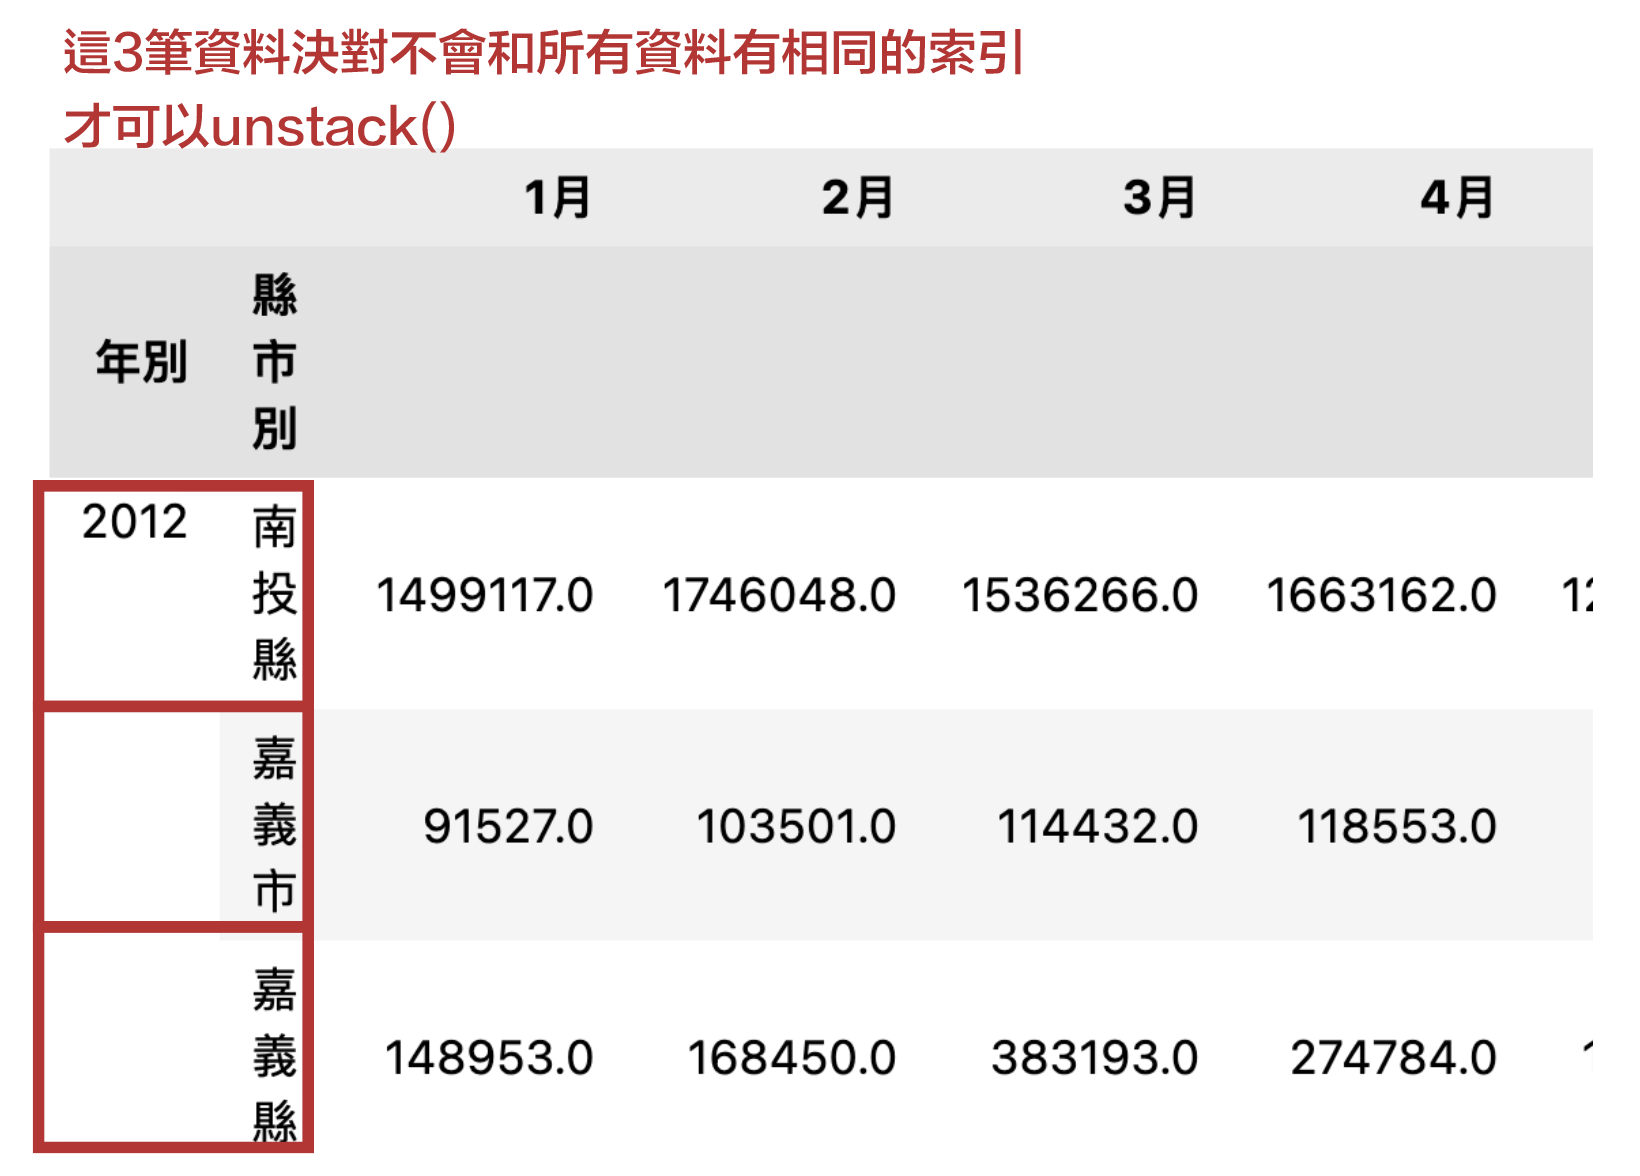 這3筆資料決對不會和所有資料有相同的索引
才可以unstack()
1月 2月 3月 4月
年別 縣市別
2012 南投縣 1499117.0 1746048.0 1536266.0 1663162.0
嘉義市 91527.0 103501.0 114432.0 118553.0
嘉義縣 148953.0 168450.0 383193.0 274784.0